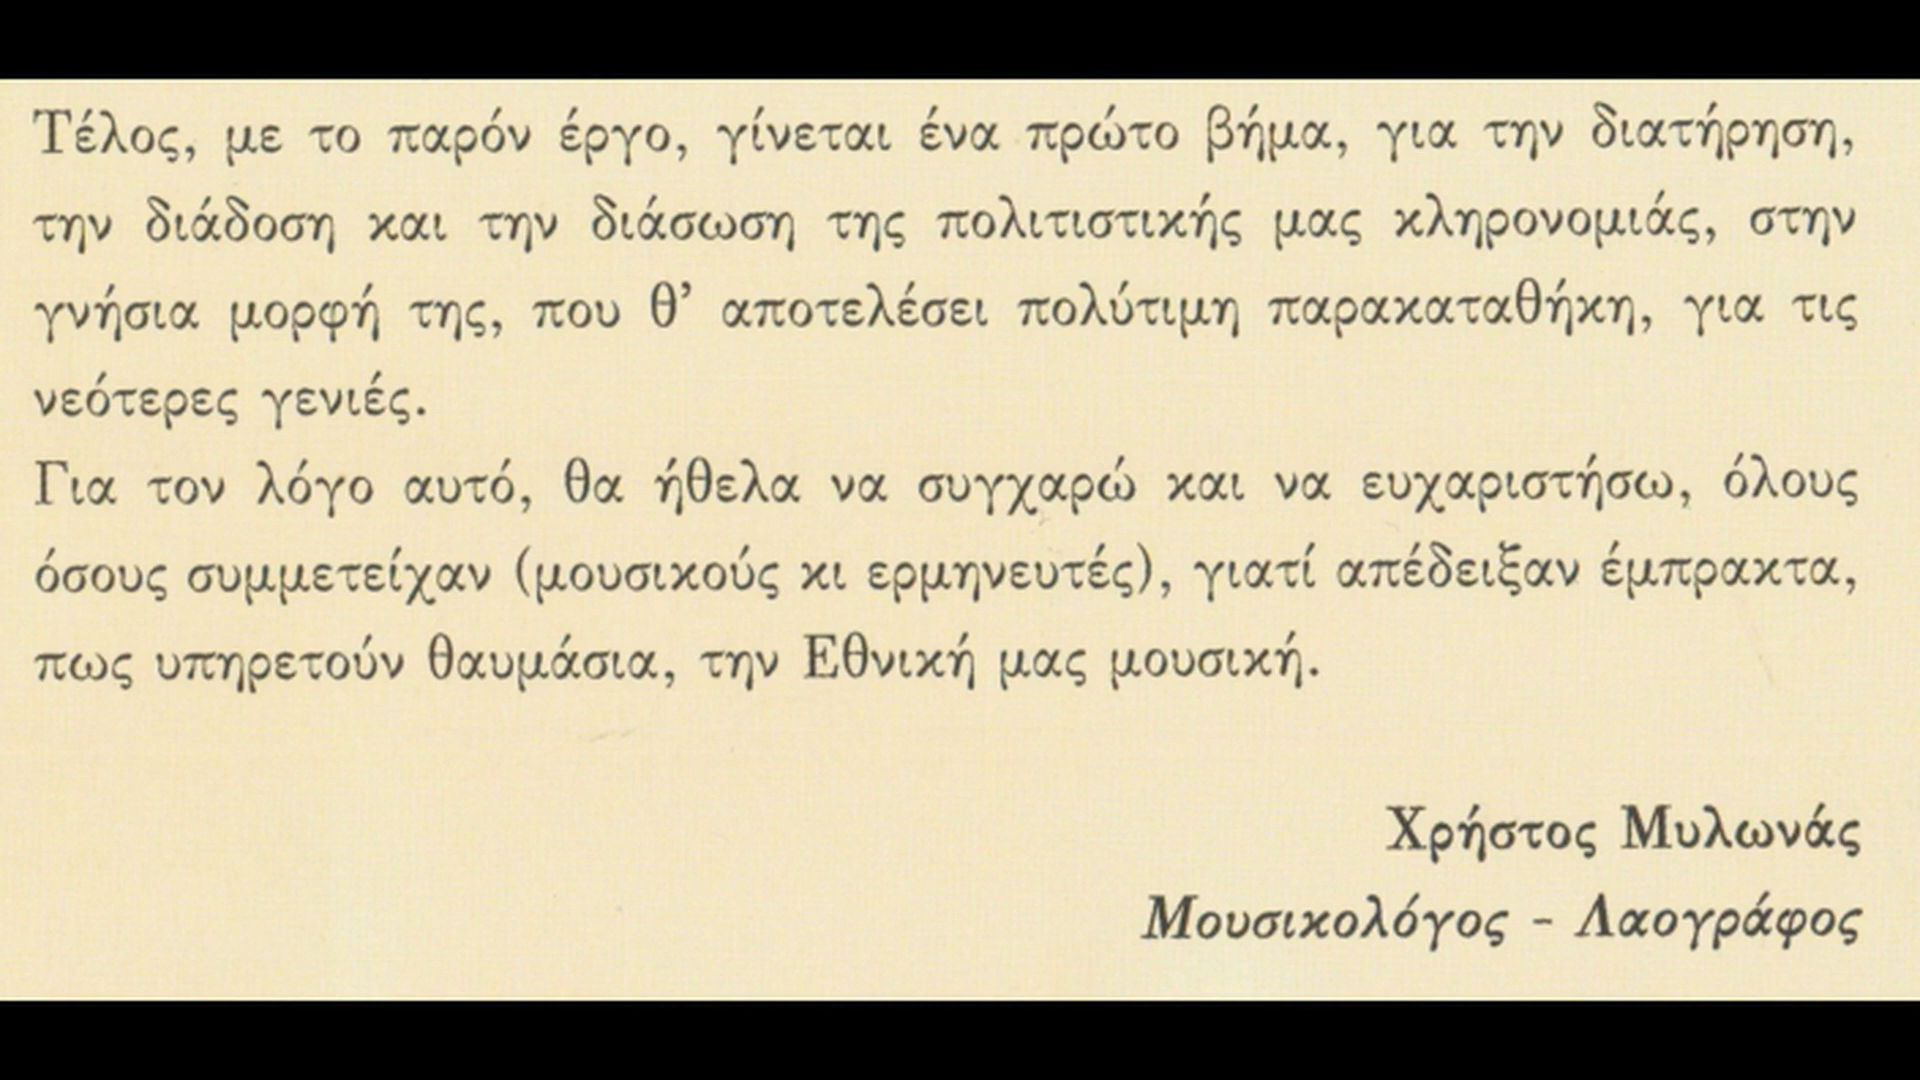 Τέλος, με το παρόν έργο, γίνεται ένα πρώτο βήμα, για την διατήρηση,
την διάδοση και την διάσωση της πολιτιστικής μας κληρονομιάς, στην
γνήσια μορφή της, που θ’ αποτελέσει πολύτιμη παρακαταθήκη, για τις
νεότερες γενιές.
Για τον λόγο αυτό, θα ήθελα να συγχαρώ και να ευχαριστήσω, όλους
όσους συμμετείχαν (μουσικούς κι ερμηνευτές), γιατί απέδειξαν έμπρακτα,
πως υπηρετούν θαυμάσια, την Εθνική μας μουσική.
Χρήστος Μυλωνάς
Μουσικολόγος - Λαογράφος